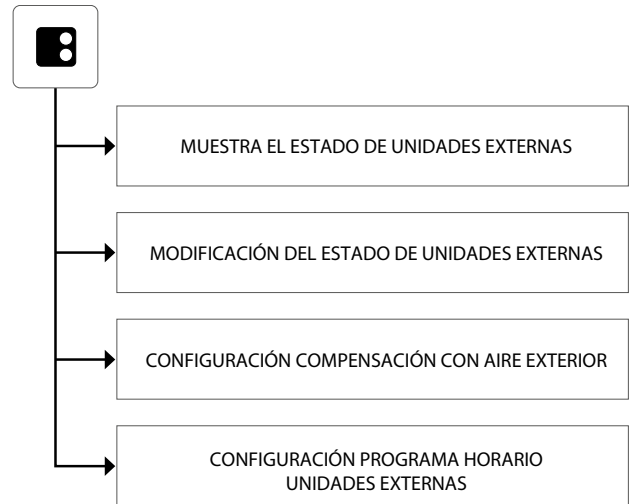 MUESTRA EL ESTADO DE UNIDADES EXTERNAS
MODIFICACIÓN DEL ESTADO DE UNIDADES EXTERNAS
CONFIGURACIÓN COMPENSACIÓN CON AIRE EXTERIOR
CONFIGURACIÓN PROGRAMA HORARIO
UNIDADES EXTERNAS